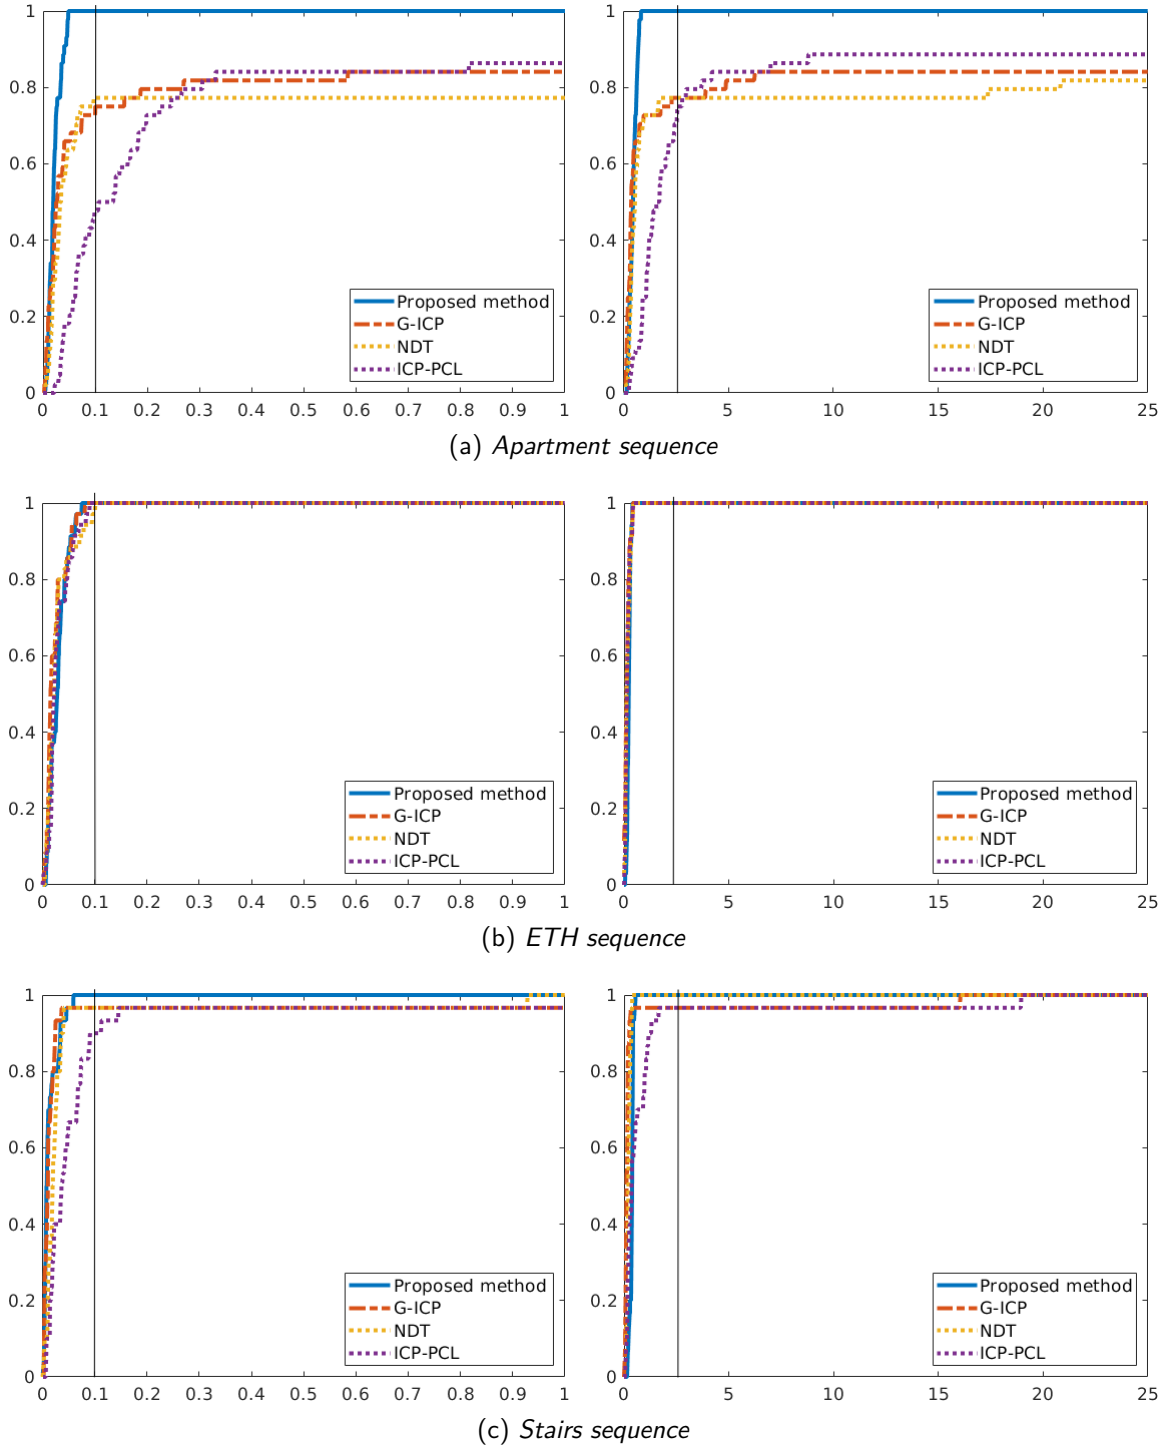 1
0.8
0.6
0.4
0.2
0
0 0.1 0.2 0.3 0.4 0.5 0.6 0.7 0.8 0.9 1
Proposed method
G-ICP
NDT
ICP-PCL
1
0.8
0.6
0.4
0.2
0
0 5 10 15 20 25
Proposed method
G-ICP
NDT
ICP-PCL
(a) Apartment sequence
1
0.8
0.6
0.4
0.2
0
0 0.1 0.2 0.3 0.4 0.5 0.6 0.7 0.8 0.9 1
Proposed method
G-ICP
NDT
ICP-PCL
1
0.8
0.6
0.4
0.2
0
0 5 10 15 20 25
Proposed method
G-ICP
NDT
ICP-PCL
(b) ETH sequence
1
0.8
0.6
0.4
0.2
0
0 0.1 0.2 0.3 0.4 0.5 0.6 0.7 0.8 0.9 1
Proposed method
G-ICP
NDT
ICP-PCL
1
0.8
0.6
0.4
0.2
0
0 5 10 15 20 25
Proposed method
G-ICP
NDT
ICP-PCL
(c) Stairs sequence